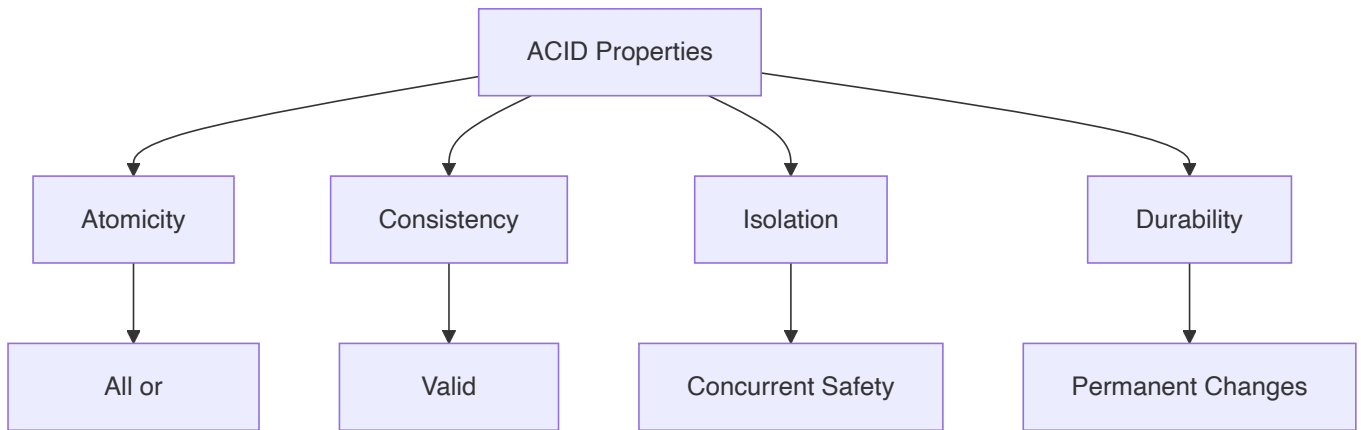 ACID Properties
Atomicity
Consistency
Isolation
Durability
All or
Valid
Concurrent Safety
Permanent Changes